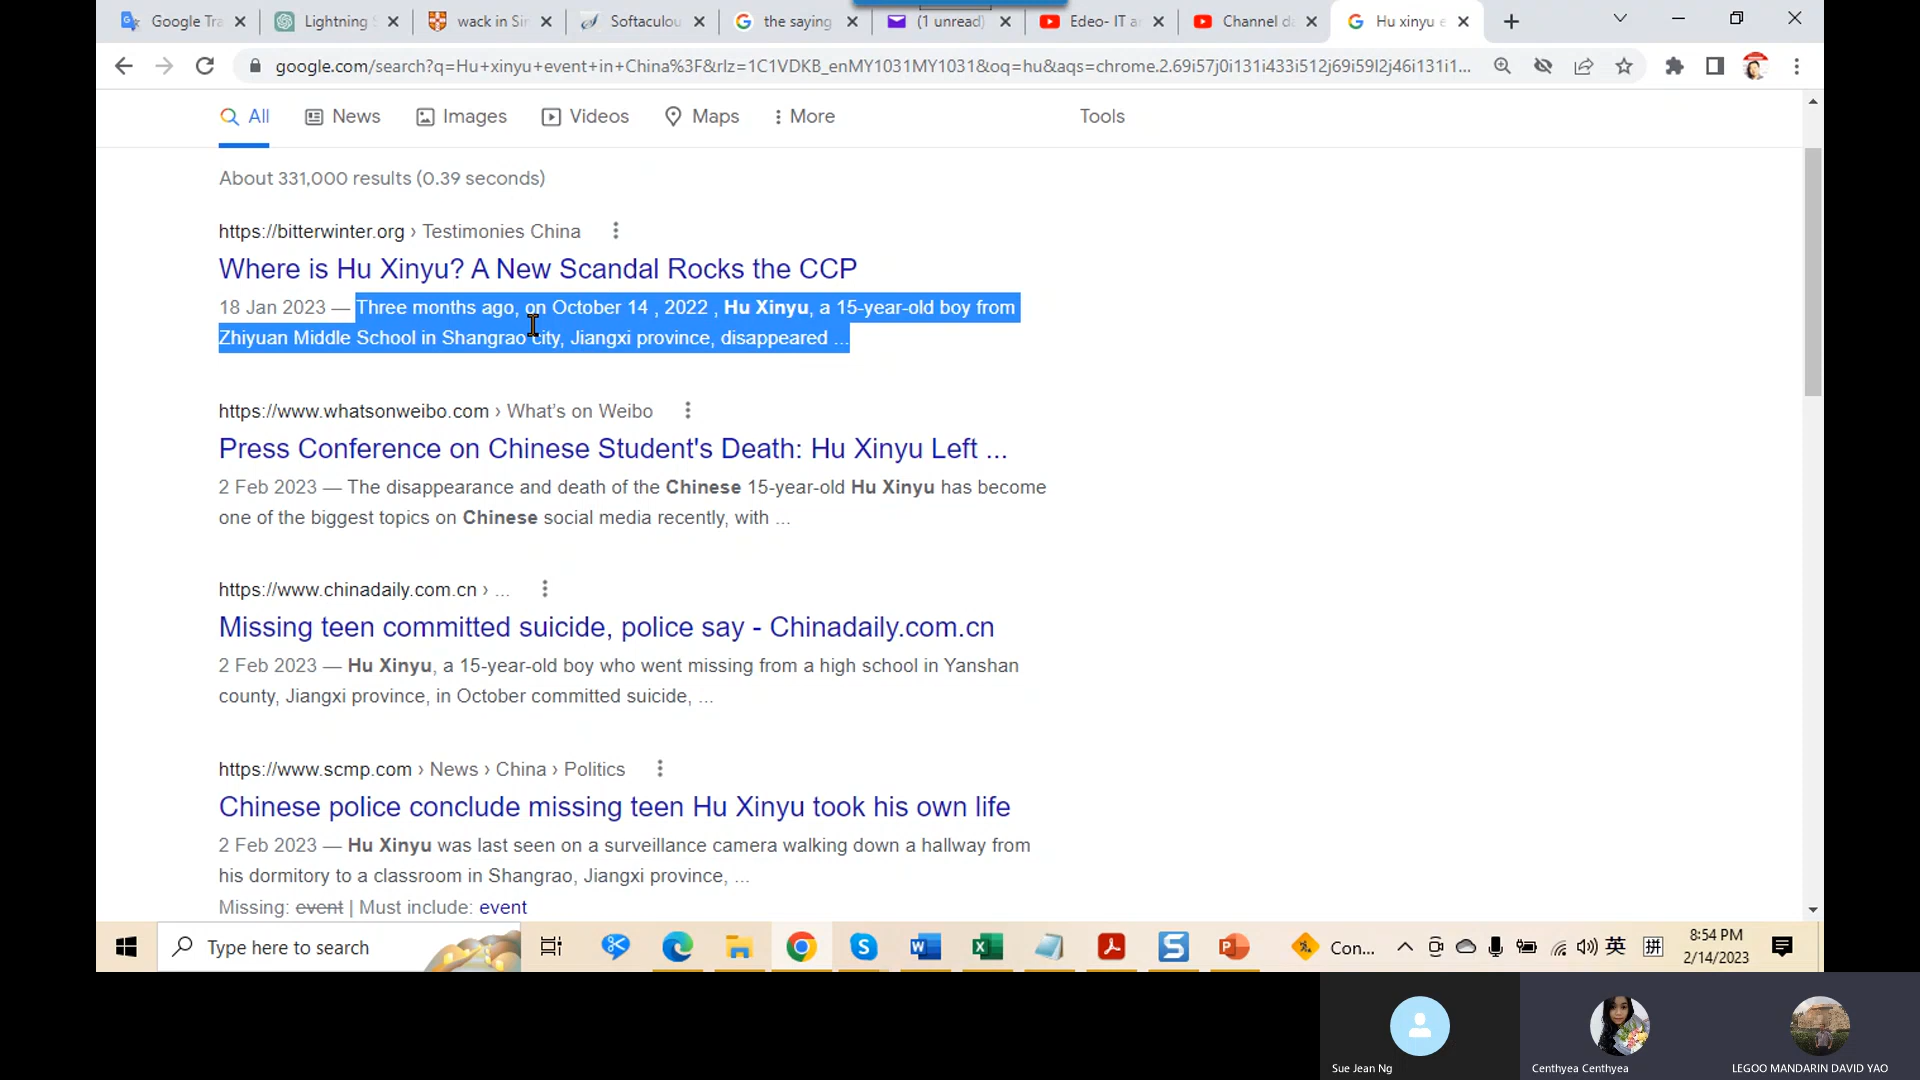 Google Tra
Lightning S
wack in Sin
Softaculou
the saying
(1 unread)
Edeo- IT a
Channel d
Hu xinyu e
google.com/search?q=Hu+xinyu+event+in+China%3F&rlz=1C1VDKB_enMY1031MY1031&oq=hu&aqs=chrome.2.69i57j0i131i433i512j69i59l2j46i131i1...
All
News
Images
Videos
Maps
More
Tools
About 331,000 results (0.39 seconds)
https://bitterwinter.org › Testimonies China
Where is Hu Xinyu? A New Scandal Rocks the CCP
18 Jan 2023 — Three months ago, on October 14 , 2022 , Hu Xinyu, a 15-year-old boy from
Zhiyuan Middle School in Shangrao city, Jiangxi province, disappeared ...
https://www.whatsonweibo.com › What's on Weibo
Press Conference on Chinese Student's Death: Hu Xinyu Left ...
2 Feb 2023 — The disappearance and death of the Chinese 15-year-old Hu Xinyu has become
one of the biggest topics on Chinese social media recently, with ...
https://www.chinadaily.com.cn › ...
Missing teen committed suicide, police say - Chinadaily.com.cn
2 Feb 2023 — Hu Xinyu, a 15-year-old boy who went missing from a high school in Yanshan
county, Jiangxi province, in October committed suicide, ...
https://www.scmp.com › News › China › Politics
Chinese police conclude missing teen Hu Xinyu took his own life
2 Feb 2023 — Hu Xinyu was last seen on a surveillance camera walking down a hallway from
his dormitory to a classroom in Shangrao, Jiangxi province, ...
Missing: event | Must include: event
Type here to search
Con...
英
拼
8:54 PM
2/14/2023
Sue Jean Ng
Centhyea Centhyea
LEGOO MANDARIN DAVID YAO